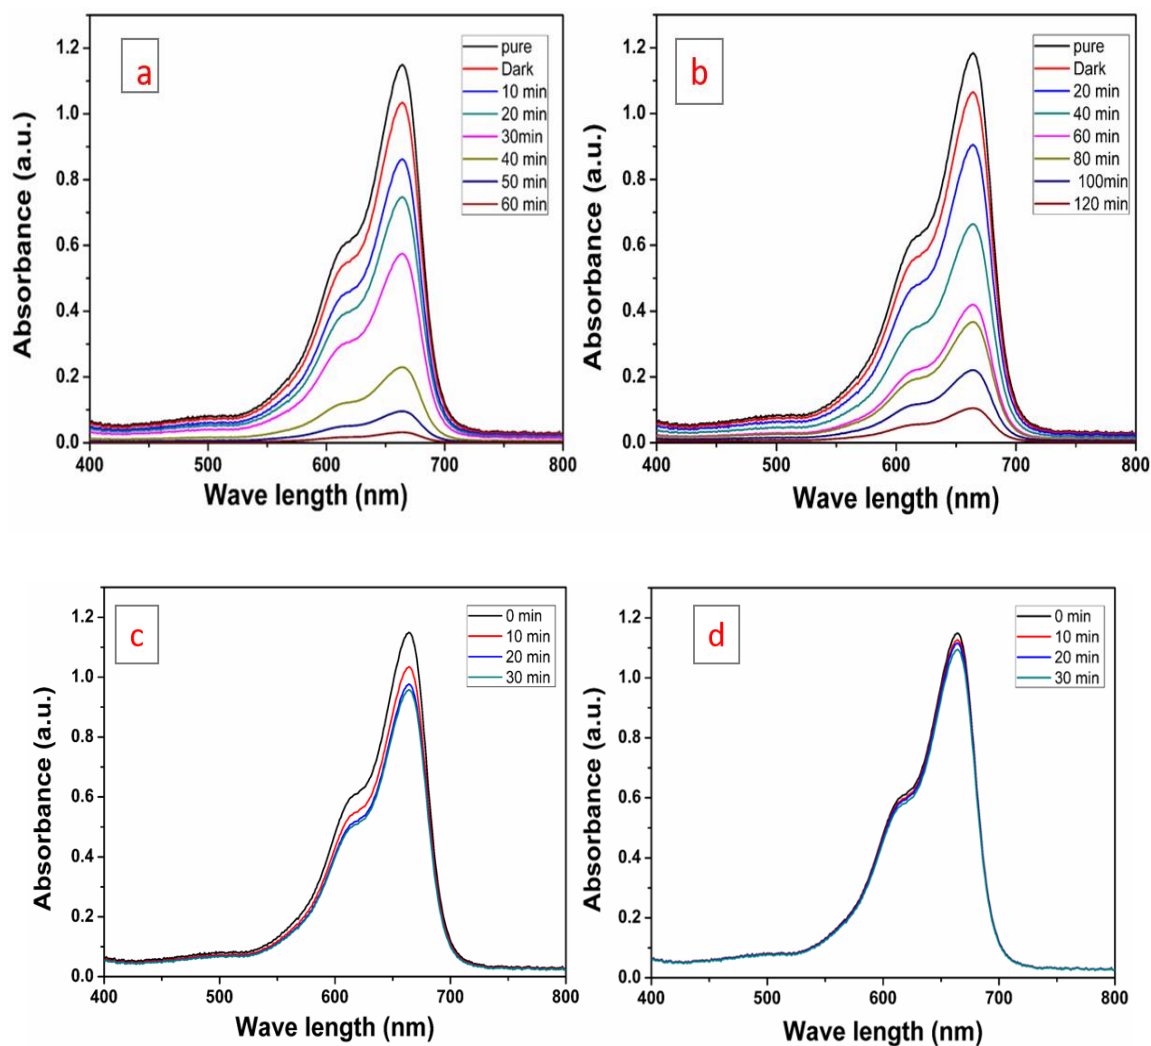 a
pure
Dark
10 min
20 min
30min
40 min
50 min
60 min
1.2
1.0
0.8
0.6
0.4
0.2
0.0
Absorbance (a.u.)
400 500 600 700 800
Wave length (nm)
b
pure
Dark
20 min
40 min
60 min
80 min
100min
120 min
1.2
1.0
0.8
0.6
0.4
0.2
0.0
Absorbance (a.u.)
400 500 600 700 800
Wave length (nm)
c
0 min
10 min
20 min
30 min
1.2
1.0
0.8
0.6
0.4
0.2
0.0
Absorbance (a.u.)
400 500 600 700 800
Wave length (nm)
d
0 min
10 min
20 min
30 min
1.2
1.0
0.8
0.6
0.4
0.2
0.0
Absorbance (a.u.)
400 500 600 700 800
Wave length (nm)